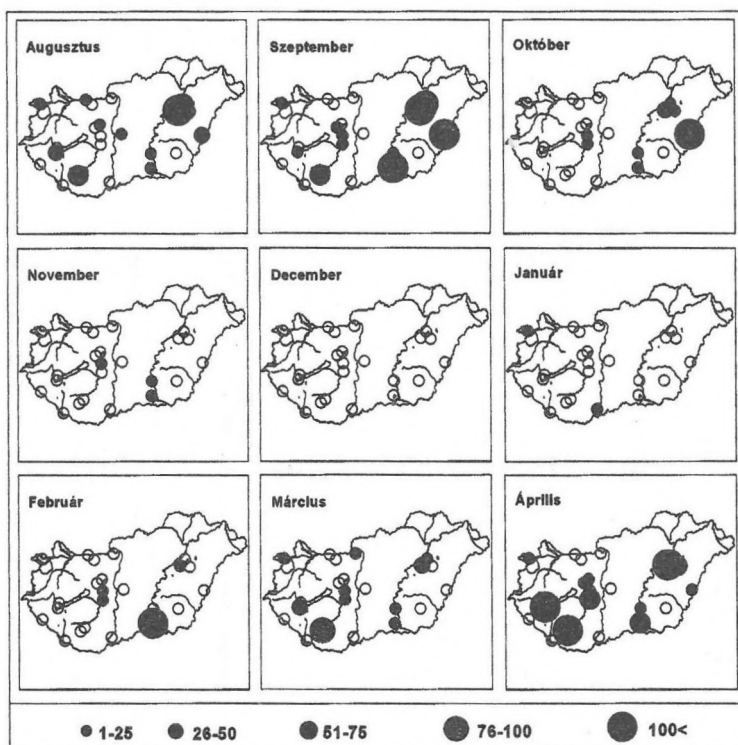 Augusztus
Szeptember
Október
November
December
Január
Február
Március
Április
1-25
26-50
51-75
76-100
100<